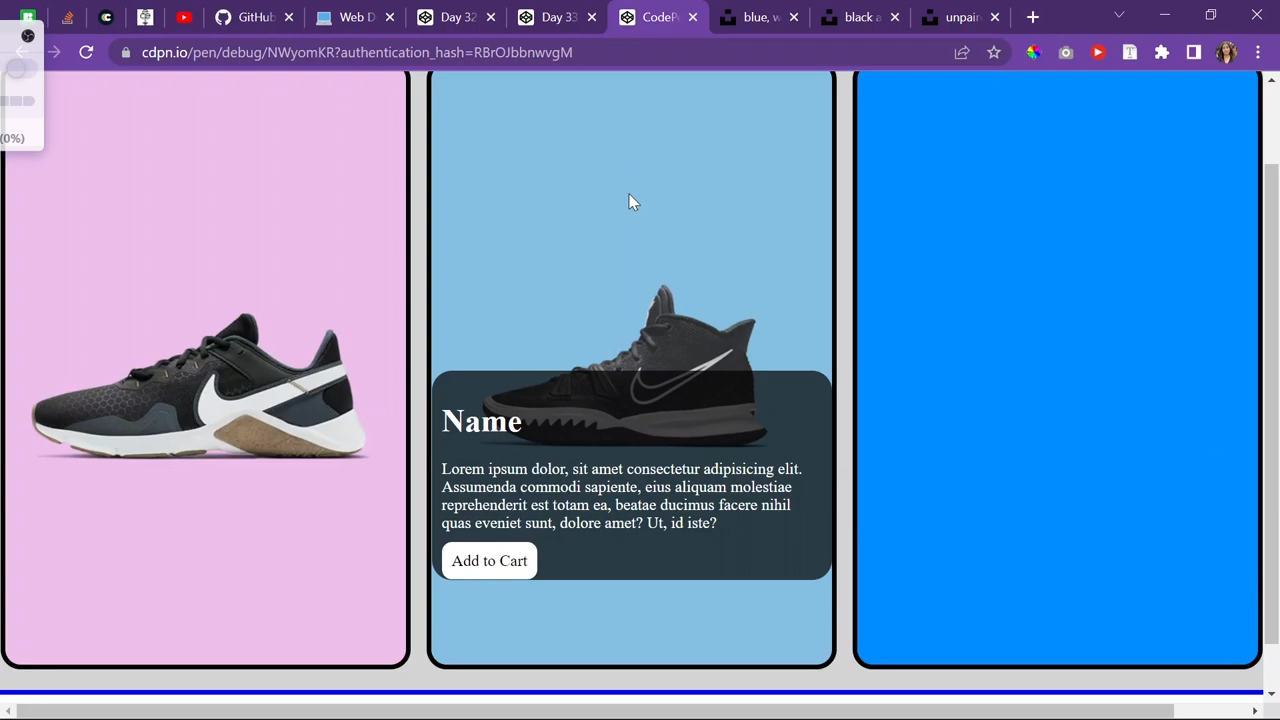 GitHub
Web D
Day 32
Day 33
CodePe
blue, w
black a
unpair
cdpn.io/pen/debug/NWyomKR?authentication_hash=RBrOJbbnwvgM
(0%)
Name
Lorem ipsum dolor, sit amet consectetur adipisicing elit.
Assumenda commodi sapiente, eius aliquam molestiae
reprehenderit est totam ea, beatae ducimus facere nihil
quas eveniet sunt, dolore amet? Ut, id iste?
Add to Cart